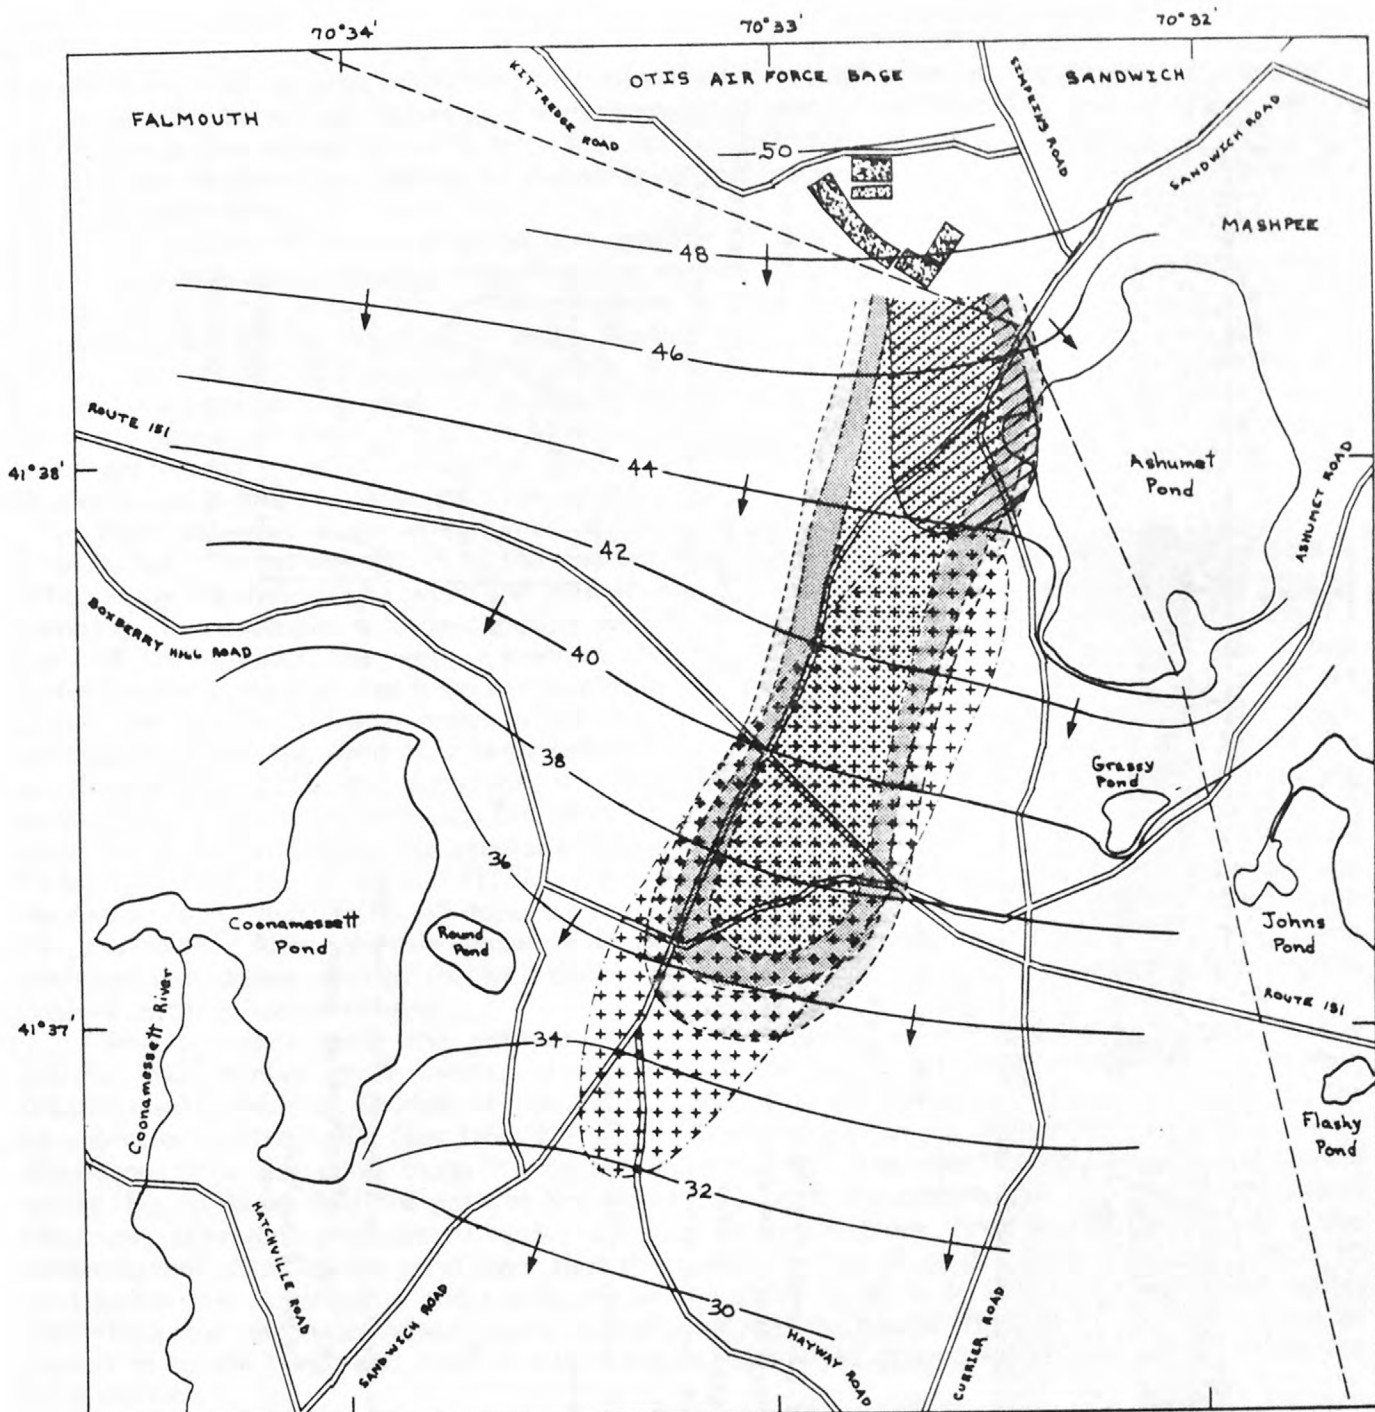 70°34'
70°33'
70°32'
OTIS AIR FORCE BASE
SANDWICH
FALMOUTH
KITTREDGE ROAD
SIMPKINS ROAD
SANDWICH ROAD
MASHPEE
50
48
46
ROUTE 151
41°38'
44
Ashumet
Pond
ASHUMET ROAD
42
BOXBERRY HILL ROAD
40
38
Grassy
Pond
36
Coonamessett
Pond
Round
Pond
Johns
Pond
Coonamessett River
ROUTE 151
41°37'
34
Flashy
Pond
32
HATCHVILLE ROAD
SANDWICH ROAD
30
HAYWAY ROAD
CURRIER ROAD